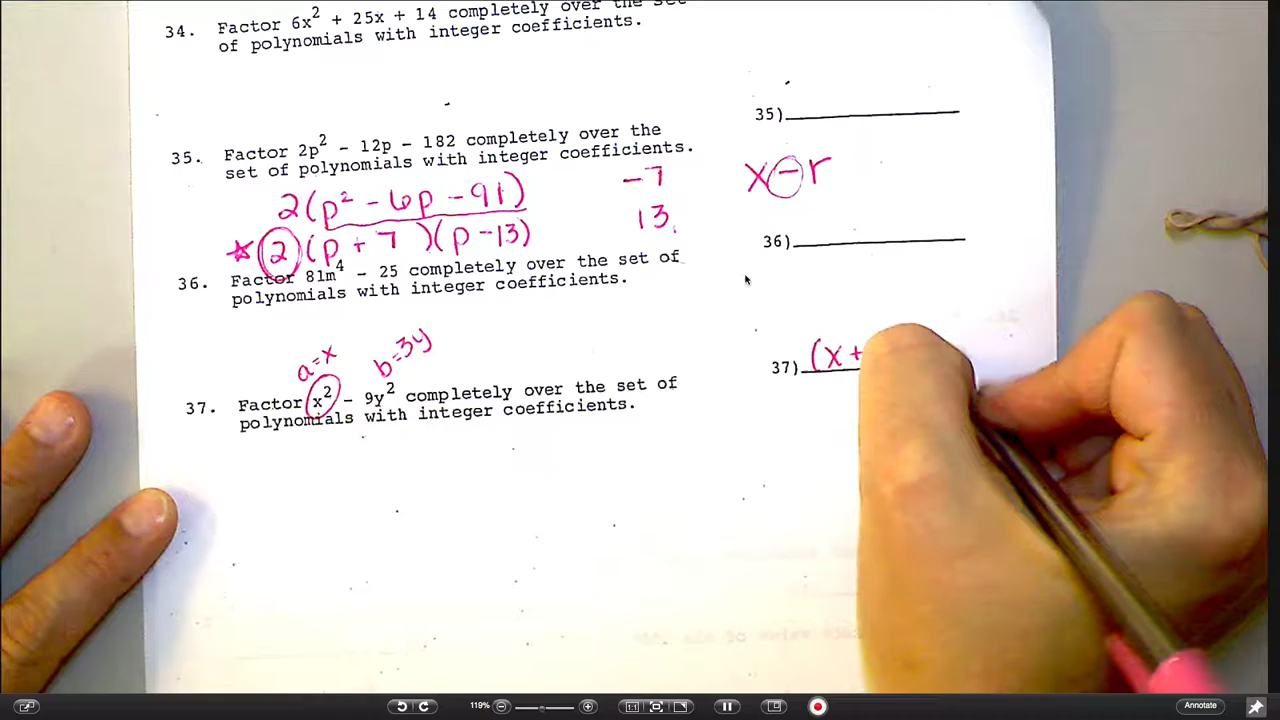 34. Factor 6x² + 25x + 14 completely over the set
of polynomials with integer coefficients.
35)
35. Factor 2p² - 12p - 182 completely over the
set of polynomials with integer coefficients.
x - r
2(p² - 6p - 91) -7
13
2 (p + 7 )(p - 13)
36)
36. Factor 81m⁴ - 25 completely over the set of
polynomials with integer coefficients.
a = x b = 3y
37) (x +
37. Factor x² - 9y² completely over the set of
polynomials with integer coefficients.
119%
1:1
Annotate